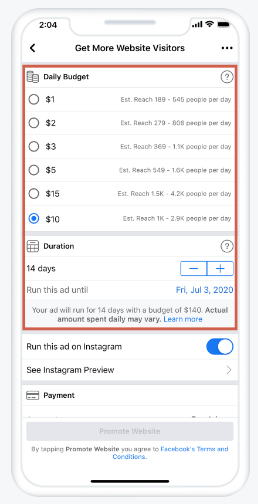 2:04
Get More Website Visitors
Daily Budget
$1 Est. Reach 189 - 545 people per day
$2 Est. Reach 279 - 808 people per day
$3 Est. Reach 369 - 1.1K people per day
$5 Est. Reach 549 - 1.6K people per day
$15 Est. Reach 1.5K - 4.2K people per day
$10 Est. Reach 1K - 2.9K people per day
Duration
14 days
Run this ad until Fri, Jul 3, 2020
Your ad will run for 14 days with a budget of $140. Actual
amount spent daily may vary. Learn more
Run this ad on Instagram
See Instagram Preview
Payment
Promote Website
By tapping Promote Website you agree to Facebook's Terms and
Conditions.